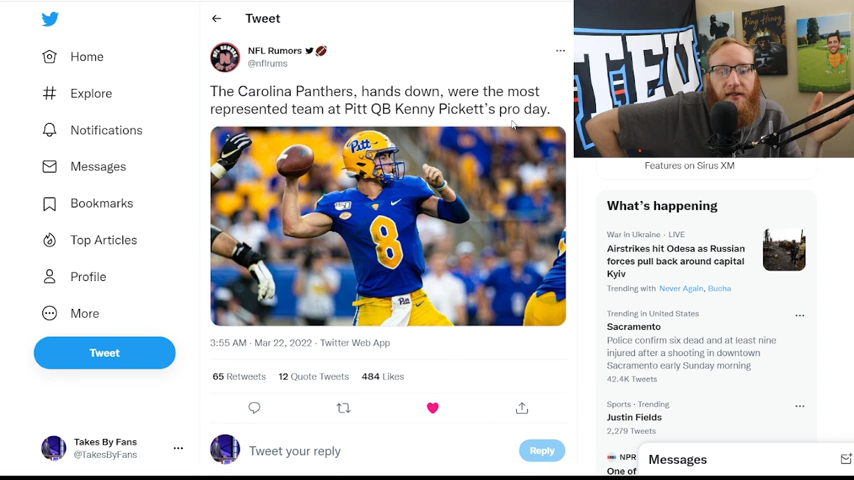 Tweet
Home
Explore
Notifications
Messages
Bookmarks
Top Articles
Profile
More
Tweet
Takes By Fans
@TakesByFans
NFL Rumors
@nflrums
The Carolina Panthers, hands down, were the most
represented team at Pitt QB Kenny Pickett's pro day.
Pitt
8
Pitt
3:55 AM · Mar 22, 2022 · Twitter Web App
65 Retweets 12 Quote Tweets 484 Likes
Tweet your reply
Reply
Features on Sirus XM
What's happening
War in Ukraine · LIVE
Airstrikes hit Odesa as Russian
forces pull back around capital
Kyiv
Trending with Never Again, Bucha
Trending in United States
Sacramento
Police confirm six dead and at least nine
injured after a shooting in downtown
Sacramento early Sunday morning
42.4K Tweets
Sports · Trending
Justin Fields
2,279 Tweets
NPR
One of
Messages